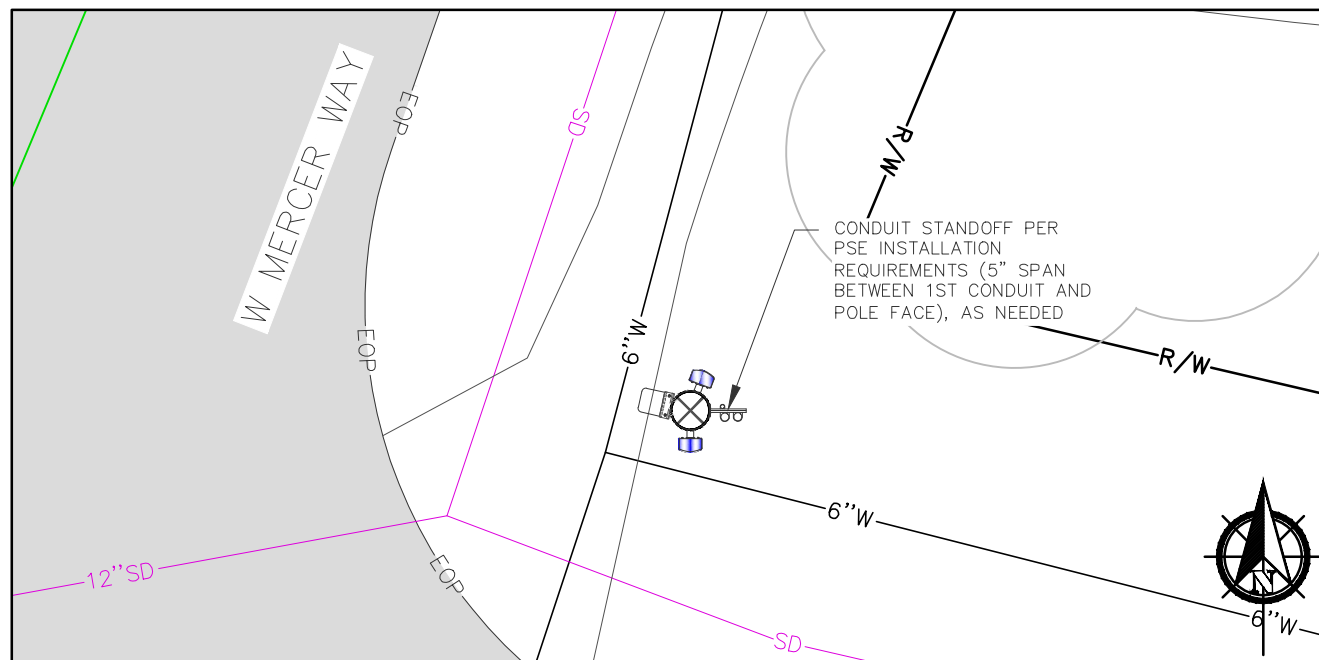 W MERCER WAY
EOP
SD
R/W
CONDUIT STANDOFF PER
PSE INSTALLATION
REQUIREMENTS (5" SPAN
BETWEEN 1ST CONDUIT AND
POLE FACE), AS NEEDED
6"W
EOP
R/W
6"W
12"SD
EOP
SD
6"W
N